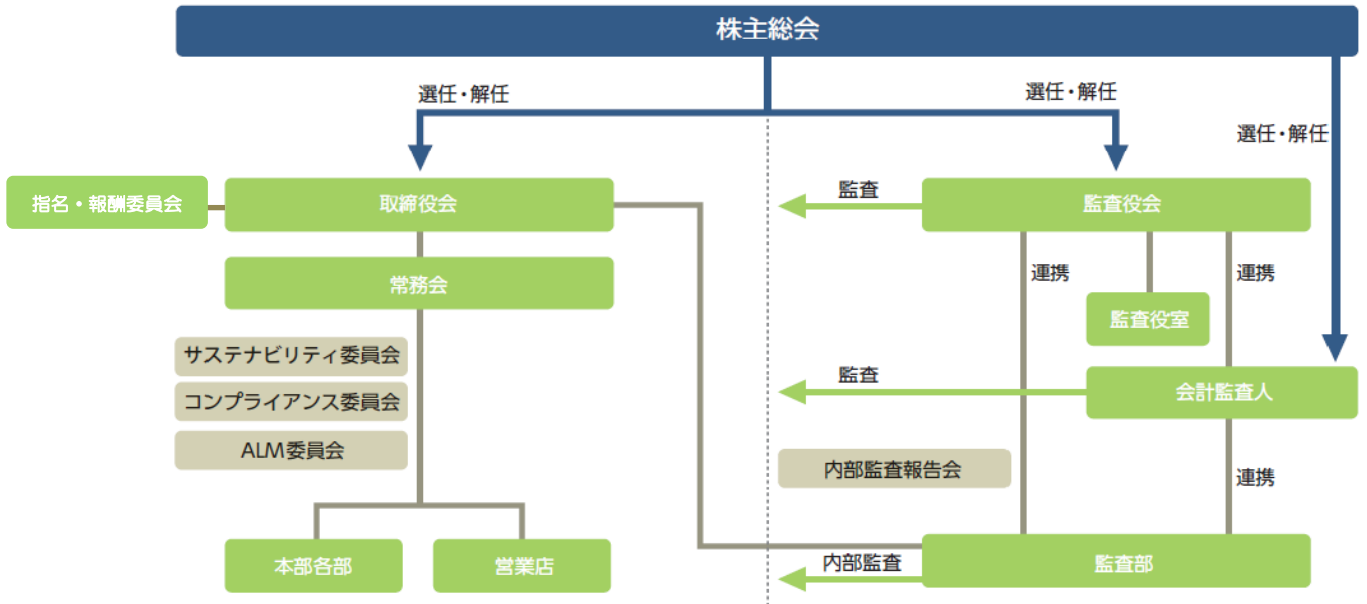 株主総会
選任・解任
選任・解任
選任・解任
指名・報酬委員会
取締役会
監査
監査役会
常務会
連携
連携
監査役室
サステナビリティ委員会
コンプライアンス委員会
ALM委員会
監査
会計監査人
内部監査報告会
連携
本部各部
営業店
内部監査
監査部